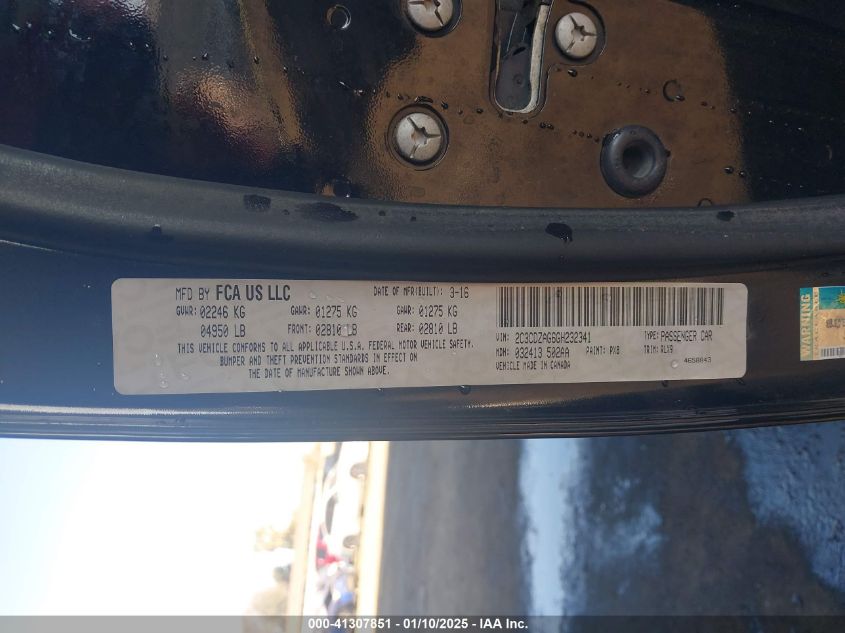 MFD BY FCA US LLC DATE OF MFR(BUILT): 3-16
GVWR: 02246 KG GAWR: 01275 KG GAWR: 01275 KG
04950 LB FRONT: 02810 LB REAR: 02810 LB
THIS VEHICLE CONFORMS TO ALL APPLICABLE U.S.A. FEDERAL MOTOR VEHICLE SAFETY,
BUMPER AND THEFT PREVENTION STANDARDS IN EFFECT ON
THE DATE OF MANUFACTURE SHOWN ABOVE.
VIN: 2C3CDZAG6GH232341 TYPE: PASSENGER CAR
MDH: 032413 502AA PAINT: PX8 TRIM: RLX9
VEHICLE MADE IN CANADA 4658843
WARNING
000-41307851 — 01/10/2025 — IAA Inc.